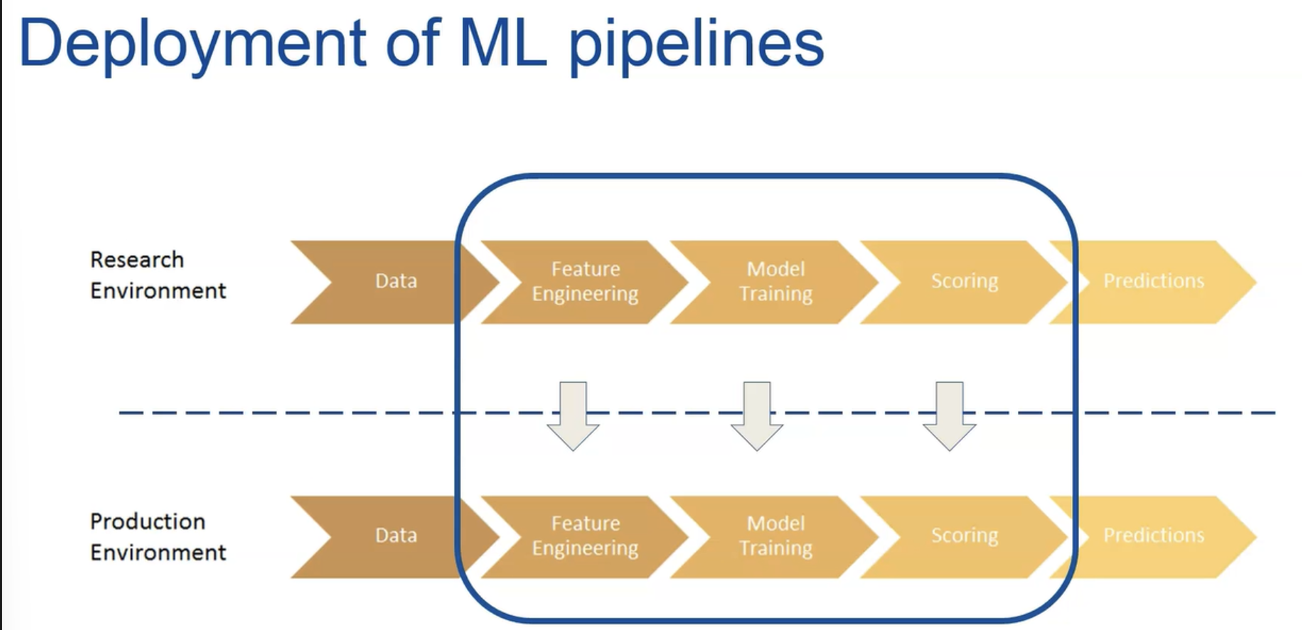 Deployment of ML pipelines
Research
Environment
Data
Feature
Engineering
Model
Training
Scoring
Predictions
Production
Environment
Data
Feature
Engineering
Model
Training
Scoring
Predictions